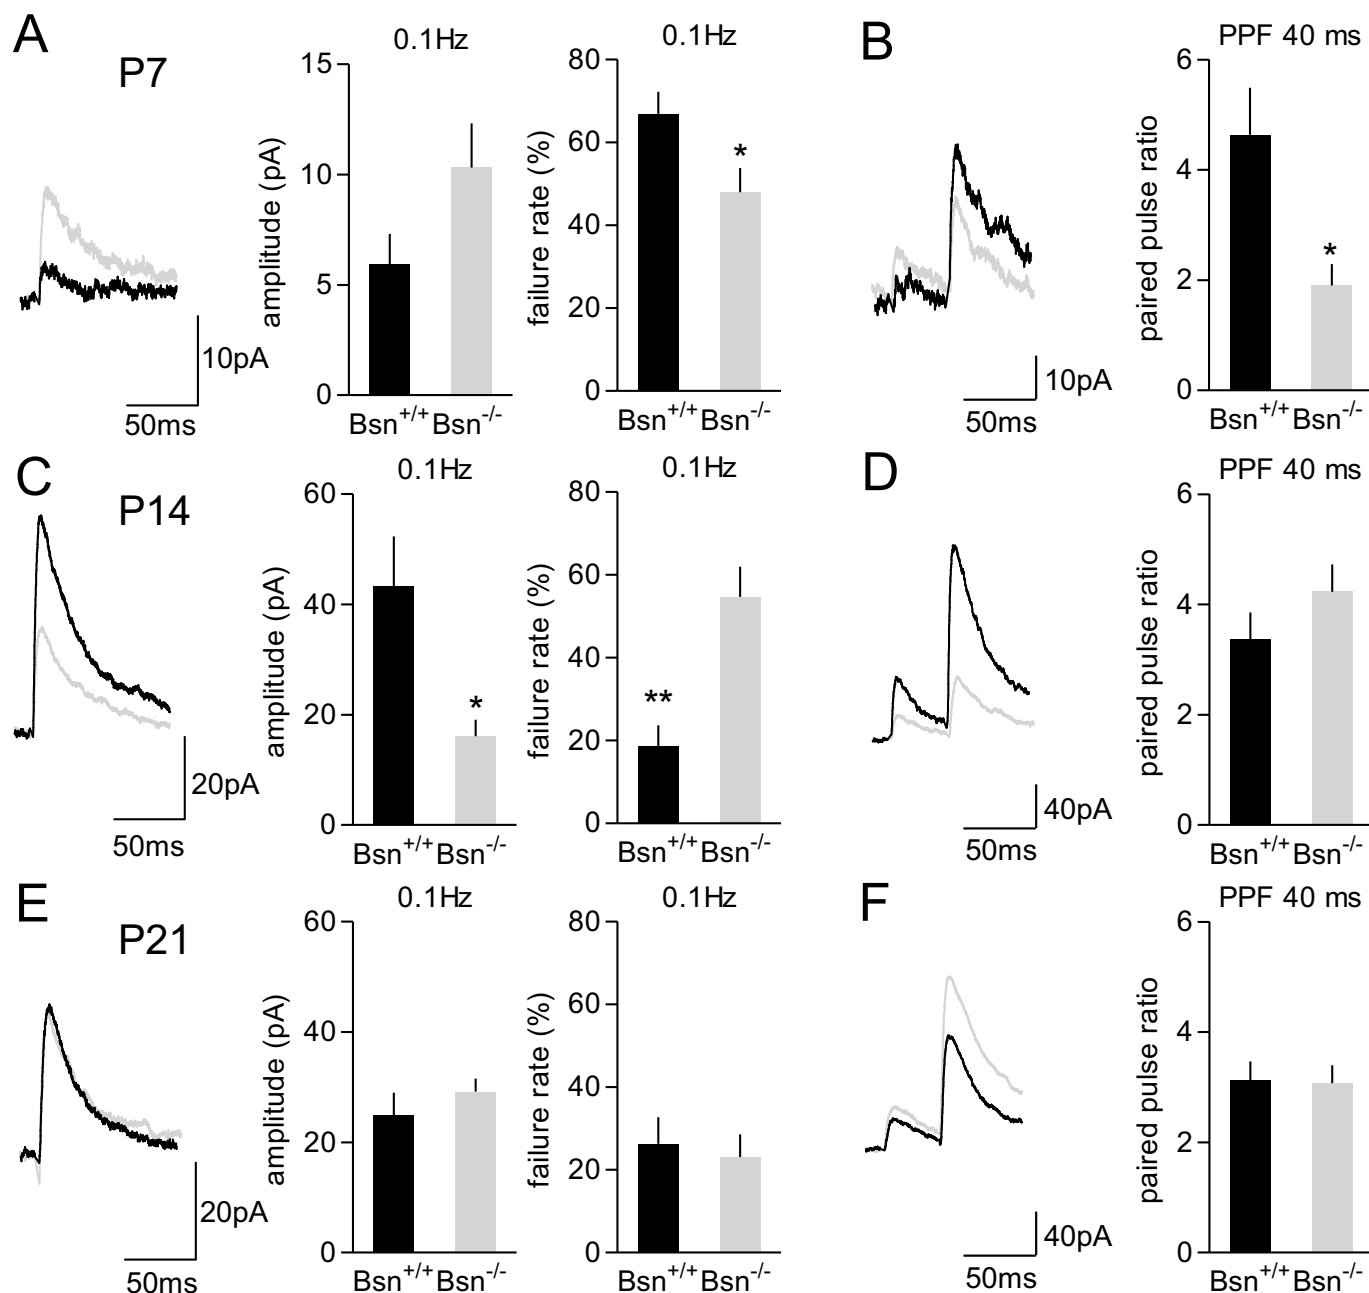 A
P7
0.1Hz
amplitude (pA)
15
10
5
0
Bsn+/+ Bsn-/-
10pA
50ms
0.1Hz
failure rate (%)
80
60
40
20
0
*
Bsn+/+ Bsn-/-
B
10pA
50ms
PPF 40 ms
paired pulse ratio
6
4
2
0
*
Bsn+/+ Bsn-/-
C
P14
20pA
50ms
0.1Hz
amplitude (pA)
60
40
20
0
*
Bsn+/+ Bsn-/-
0.1Hz
failure rate (%)
80
60
40
20
0
**
Bsn+/+ Bsn-/-
D
40pA
50ms
PPF 40 ms
paired pulse ratio
6
4
2
0
Bsn+/+ Bsn-/-
E
P21
20pA
50ms
0.1Hz
amplitude (pA)
60
40
20
0
Bsn+/+ Bsn-/-
0.1Hz
failure rate (%)
80
60
40
20
0
Bsn+/+ Bsn-/-
F
40pA
50ms
PPF 40 ms
paired pulse ratio
6
4
2
0
Bsn+/+ Bsn-/-